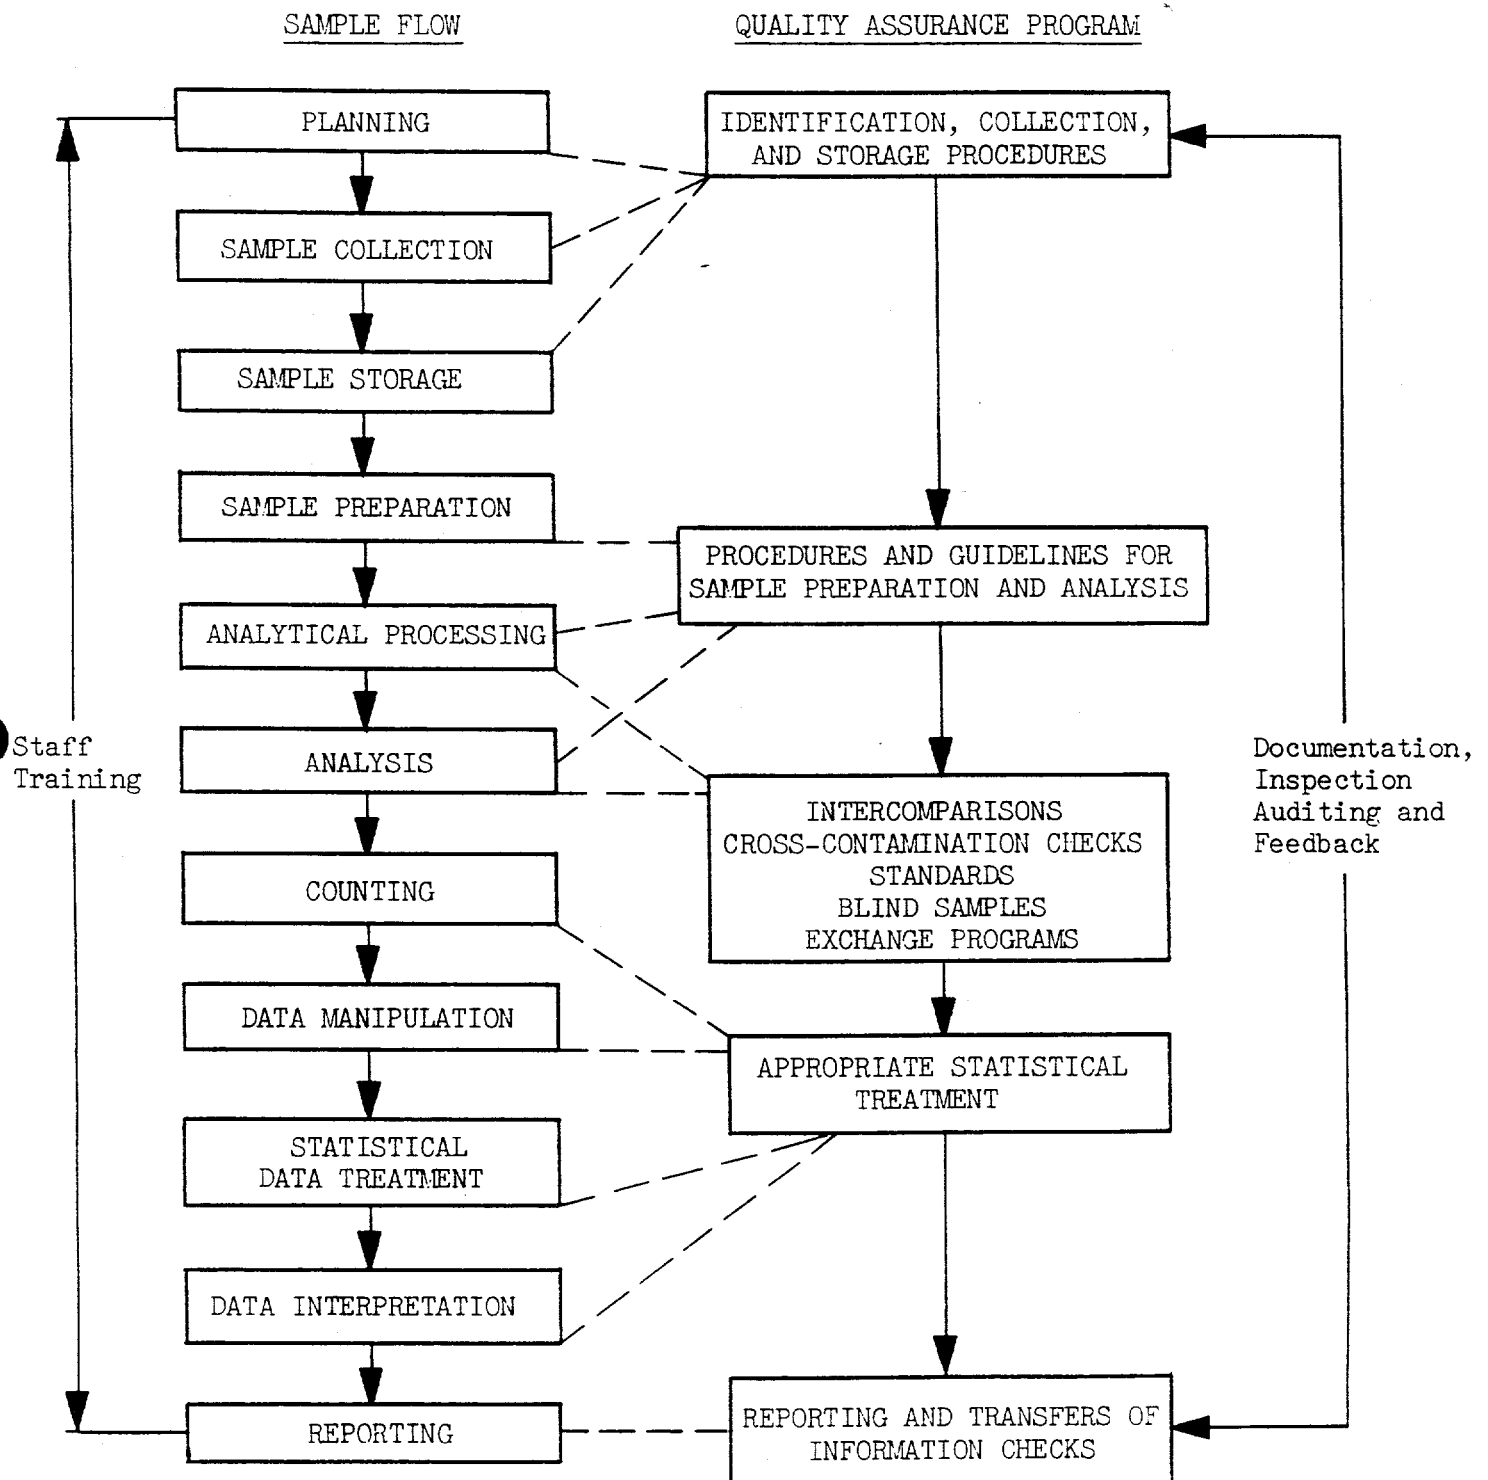 SAMPLE FLOW
PLANNING
SAMPLE COLLECTION
SAMPLE STORAGE
SAMPLE PREPARATION
ANALYTICAL PROCESSING
ANALYSIS
COUNTING
DATA MANIPULATION
STATISTICAL
DATA TREATMENT
DATA INTERPRETATION
REPORTING
Staff
Training
QUALITY ASSURANCE PROGRAM
IDENTIFICATION, COLLECTION,
AND STORAGE PROCEDURES
PROCEDURES AND GUIDELINES FOR
SAMPLE PREPARATION AND ANALYSIS
INTERCOMPARISONS
CROSS-CONTAMINATION CHECKS
STANDARDS
BLIND SAMPLES
EXCHANGE PROGRAMS
APPROPRIATE STATISTICAL
TREATMENT
REPORTING AND TRANSFERS OF
INFORMATION CHECKS
Documentation,
Inspection
Auditing and
Feedback